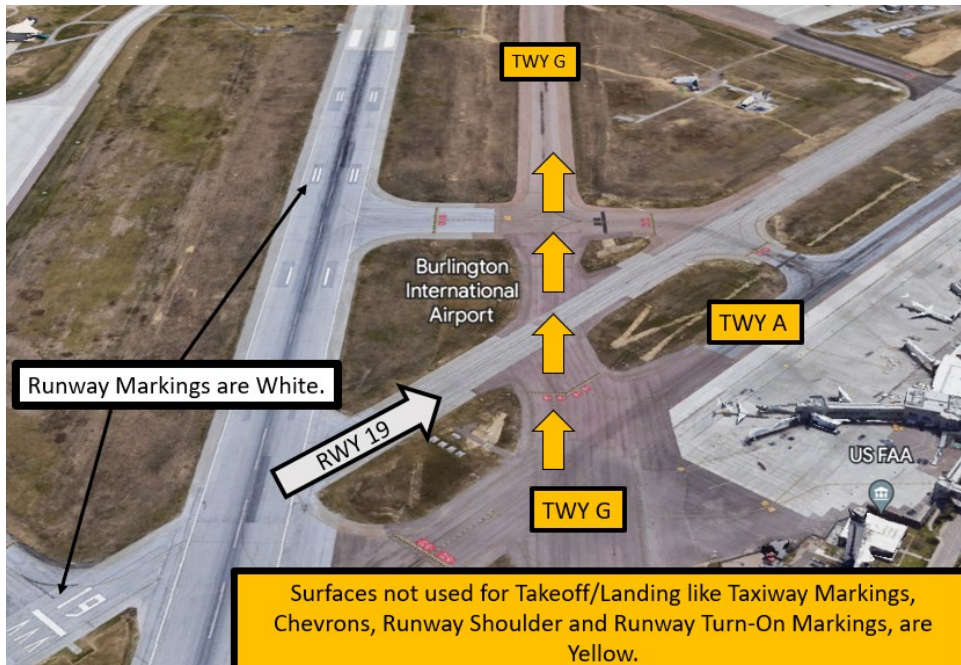 TWY G
Burlington
International
Airport
TWY A
Runway Markings are White.
RWY 19
US FAA
TWY G
19
Surfaces not used for Takeoff/Landing like Taxiway Markings,
Chevrons, Runway Shoulder and Runway Turn-On Markings, are
Yellow.